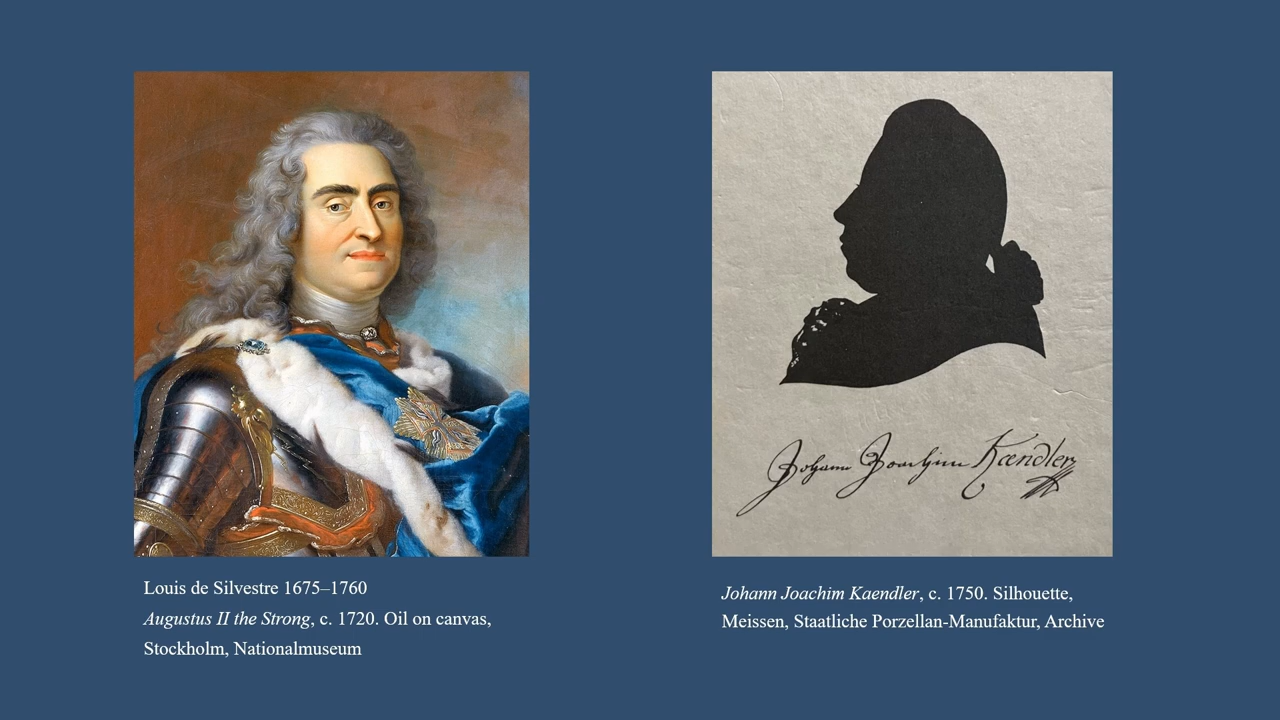 Johann Joachim Kaendler
Louis de Silvestre 1675–1760
Augustus II the Strong, c. 1720. Oil on canvas,
Stockholm, Nationalmuseum
Johann Joachim Kaendler, c. 1750. Silhouette,
Meissen, Staatliche Porzellan-Manufaktur, Archive